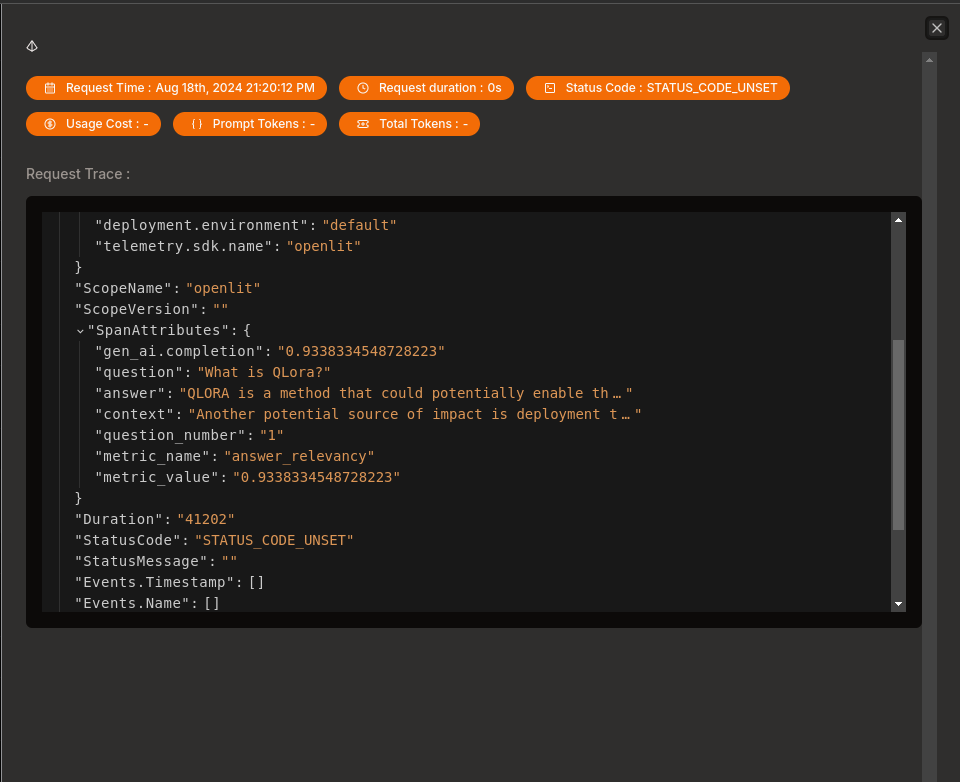 Request Time : Aug 18th, 2024 21:20:12 PM
Request duration : 0s
Status Code : STATUS_CODE_UNSET
Usage Cost : -
Prompt Tokens : -
Total Tokens : -
Request Trace :
"deployment.environment": "default"
"telemetry.sdk.name": "openlit"
}
"ScopeName": "openlit"
"ScopeVersion": ""
"SpanAttributes": {
"gen_ai.completion": "0.9338334548728223"
"question": "What is QLora?"
"answer": "QLORA is a method that could potentially enable th…"
"context": "Another potential source of impact is deployment t…"
"question_number": "1"
"metric_name": "answer_relevancy"
"metric_value": "0.9338334548728223"
}
"Duration": "41202"
"StatusCode": "STATUS_CODE_UNSET"
"StatusMessage": ""
"Events.Timestamp": []
"Events.Name": []